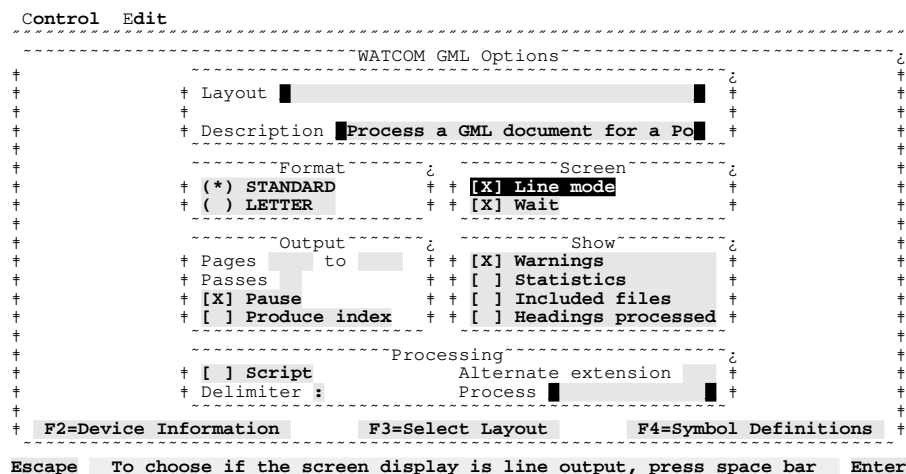 Control Edit
WATCOM GML Options
Layout
Description Process a GML document for a Po
Format Screen
(*) STANDARD [X] Line mode
( ) LETTER [X] Wait
Output Show
Pages to [X] Warnings
Passes [ ] Statistics
[X] Pause [ ] Included files
[ ] Produce index [ ] Headings processed
Processing
[ ] Script Alternate extension
Delimiter : Process
F2=Device Information F3=Select Layout F4=Symbol Definitions
Escape To choose if the screen display is line output, press space bar Enter